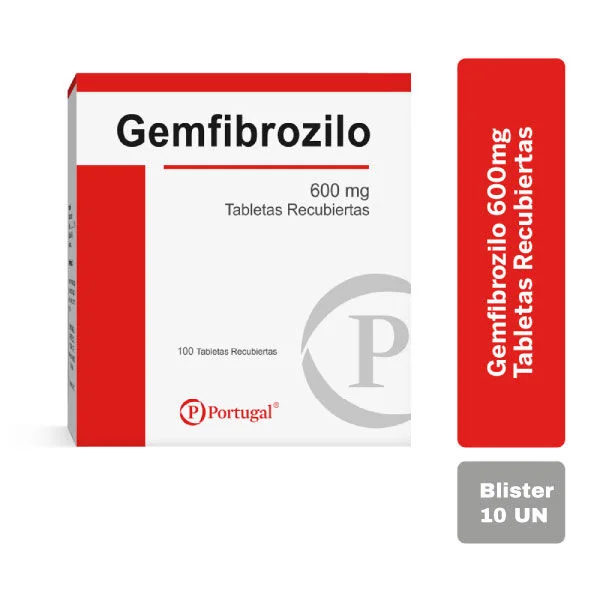 Gemfibrozilo
600 mg
Tabletas Recubiertas
100 Tabletas Recubiertas
P Portugal®
P
Gemfibrozilo 600mg
Tabletas Recubiertas
Blister
10 UN